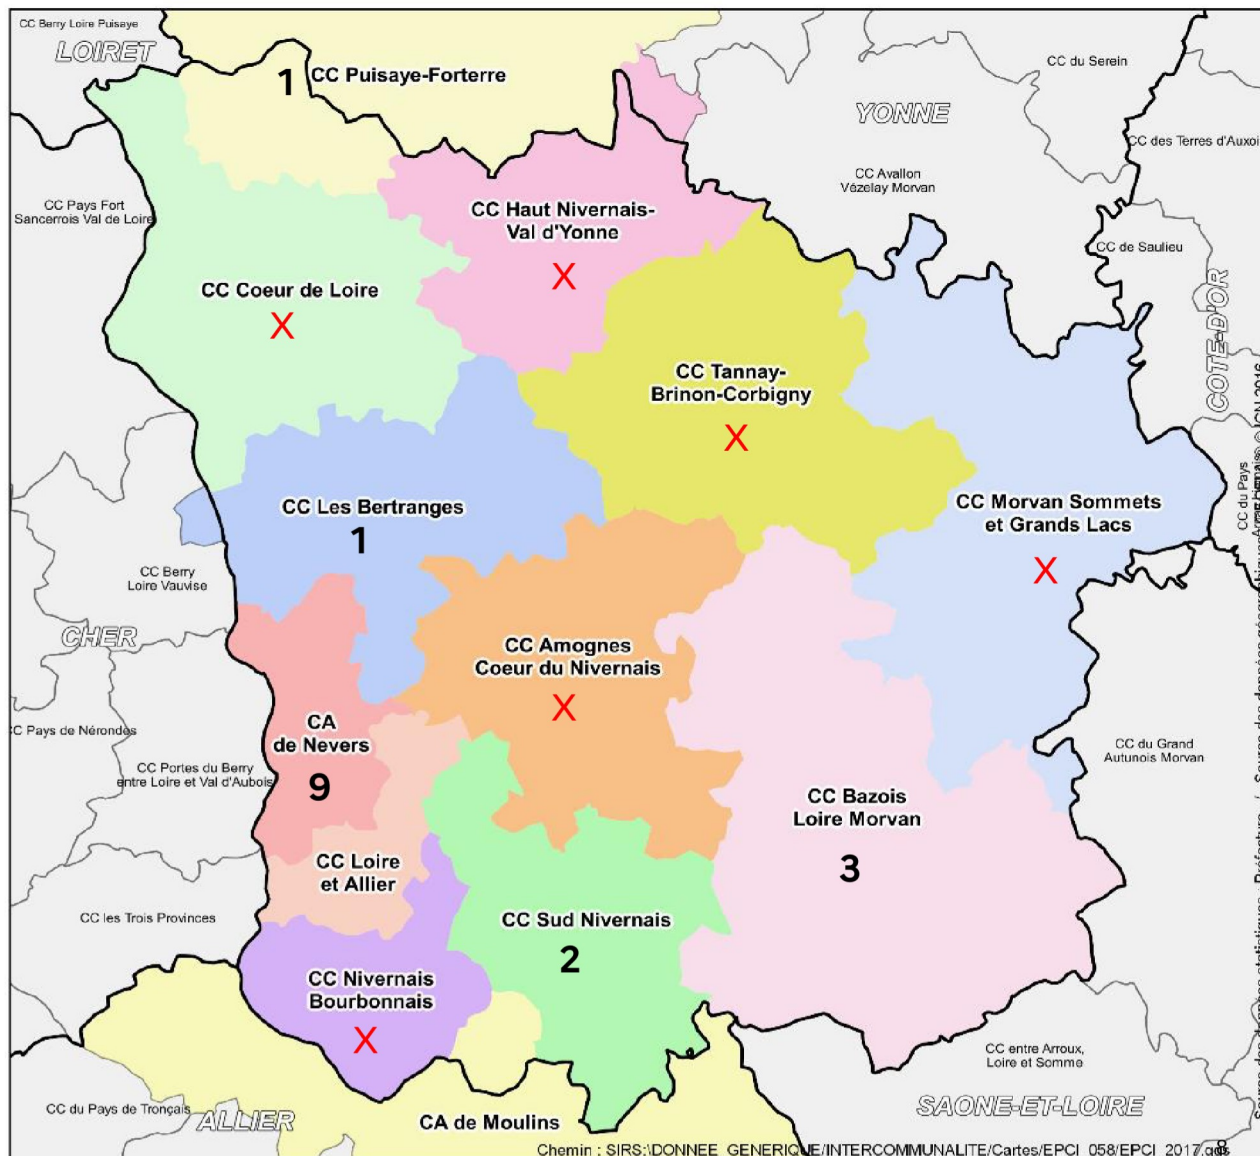 CC Berry Loire Puisaye
LOIRET
1
CC Puisaye-Forterre
CC du Serein
YONNE
CC des Terres d'Auxoi
CC Avallon
Vézelay Morvan
CC Pays Fort
Sancerrois Val de Loire
CC Haut Nivernais-
Val d'Yonne
X
CC de Saulieu
CC Coeur de Loire
X
COTE-D'OR
CC Tannay-
Brinon-Corbigny
X
CC Les Bertranges
1
CC Morvan Sommets
et Grands Lacs
X
CC du Pays
CC Berry
Loire Vauvise
CHER
CC Amognes
Coeur du Nivernais
X
CC Pays de Nérondes
CA
de Nevers
9
CC du Grand
Autunois Morvan
CC Portes du Berry
entre Loire et Val d'Aubois
CC Bazois
Loire Morvan
3
CC Loire
et Allier
CC les Trois Provinces
CC Sud Nivernais
2
CC Nivernais
Bourbonnais
X
CC entre Arroux,
Loire et Somme
CC du Pays de Tronçais
ALLIER
CA de Moulins
SAONE-ET-LOIRE
Chemin : SIRS:\DONNEE_GENERIQUE/INTERCOMMUNALITE/Cartes/EPCI_058/EPCI_2017.qgs